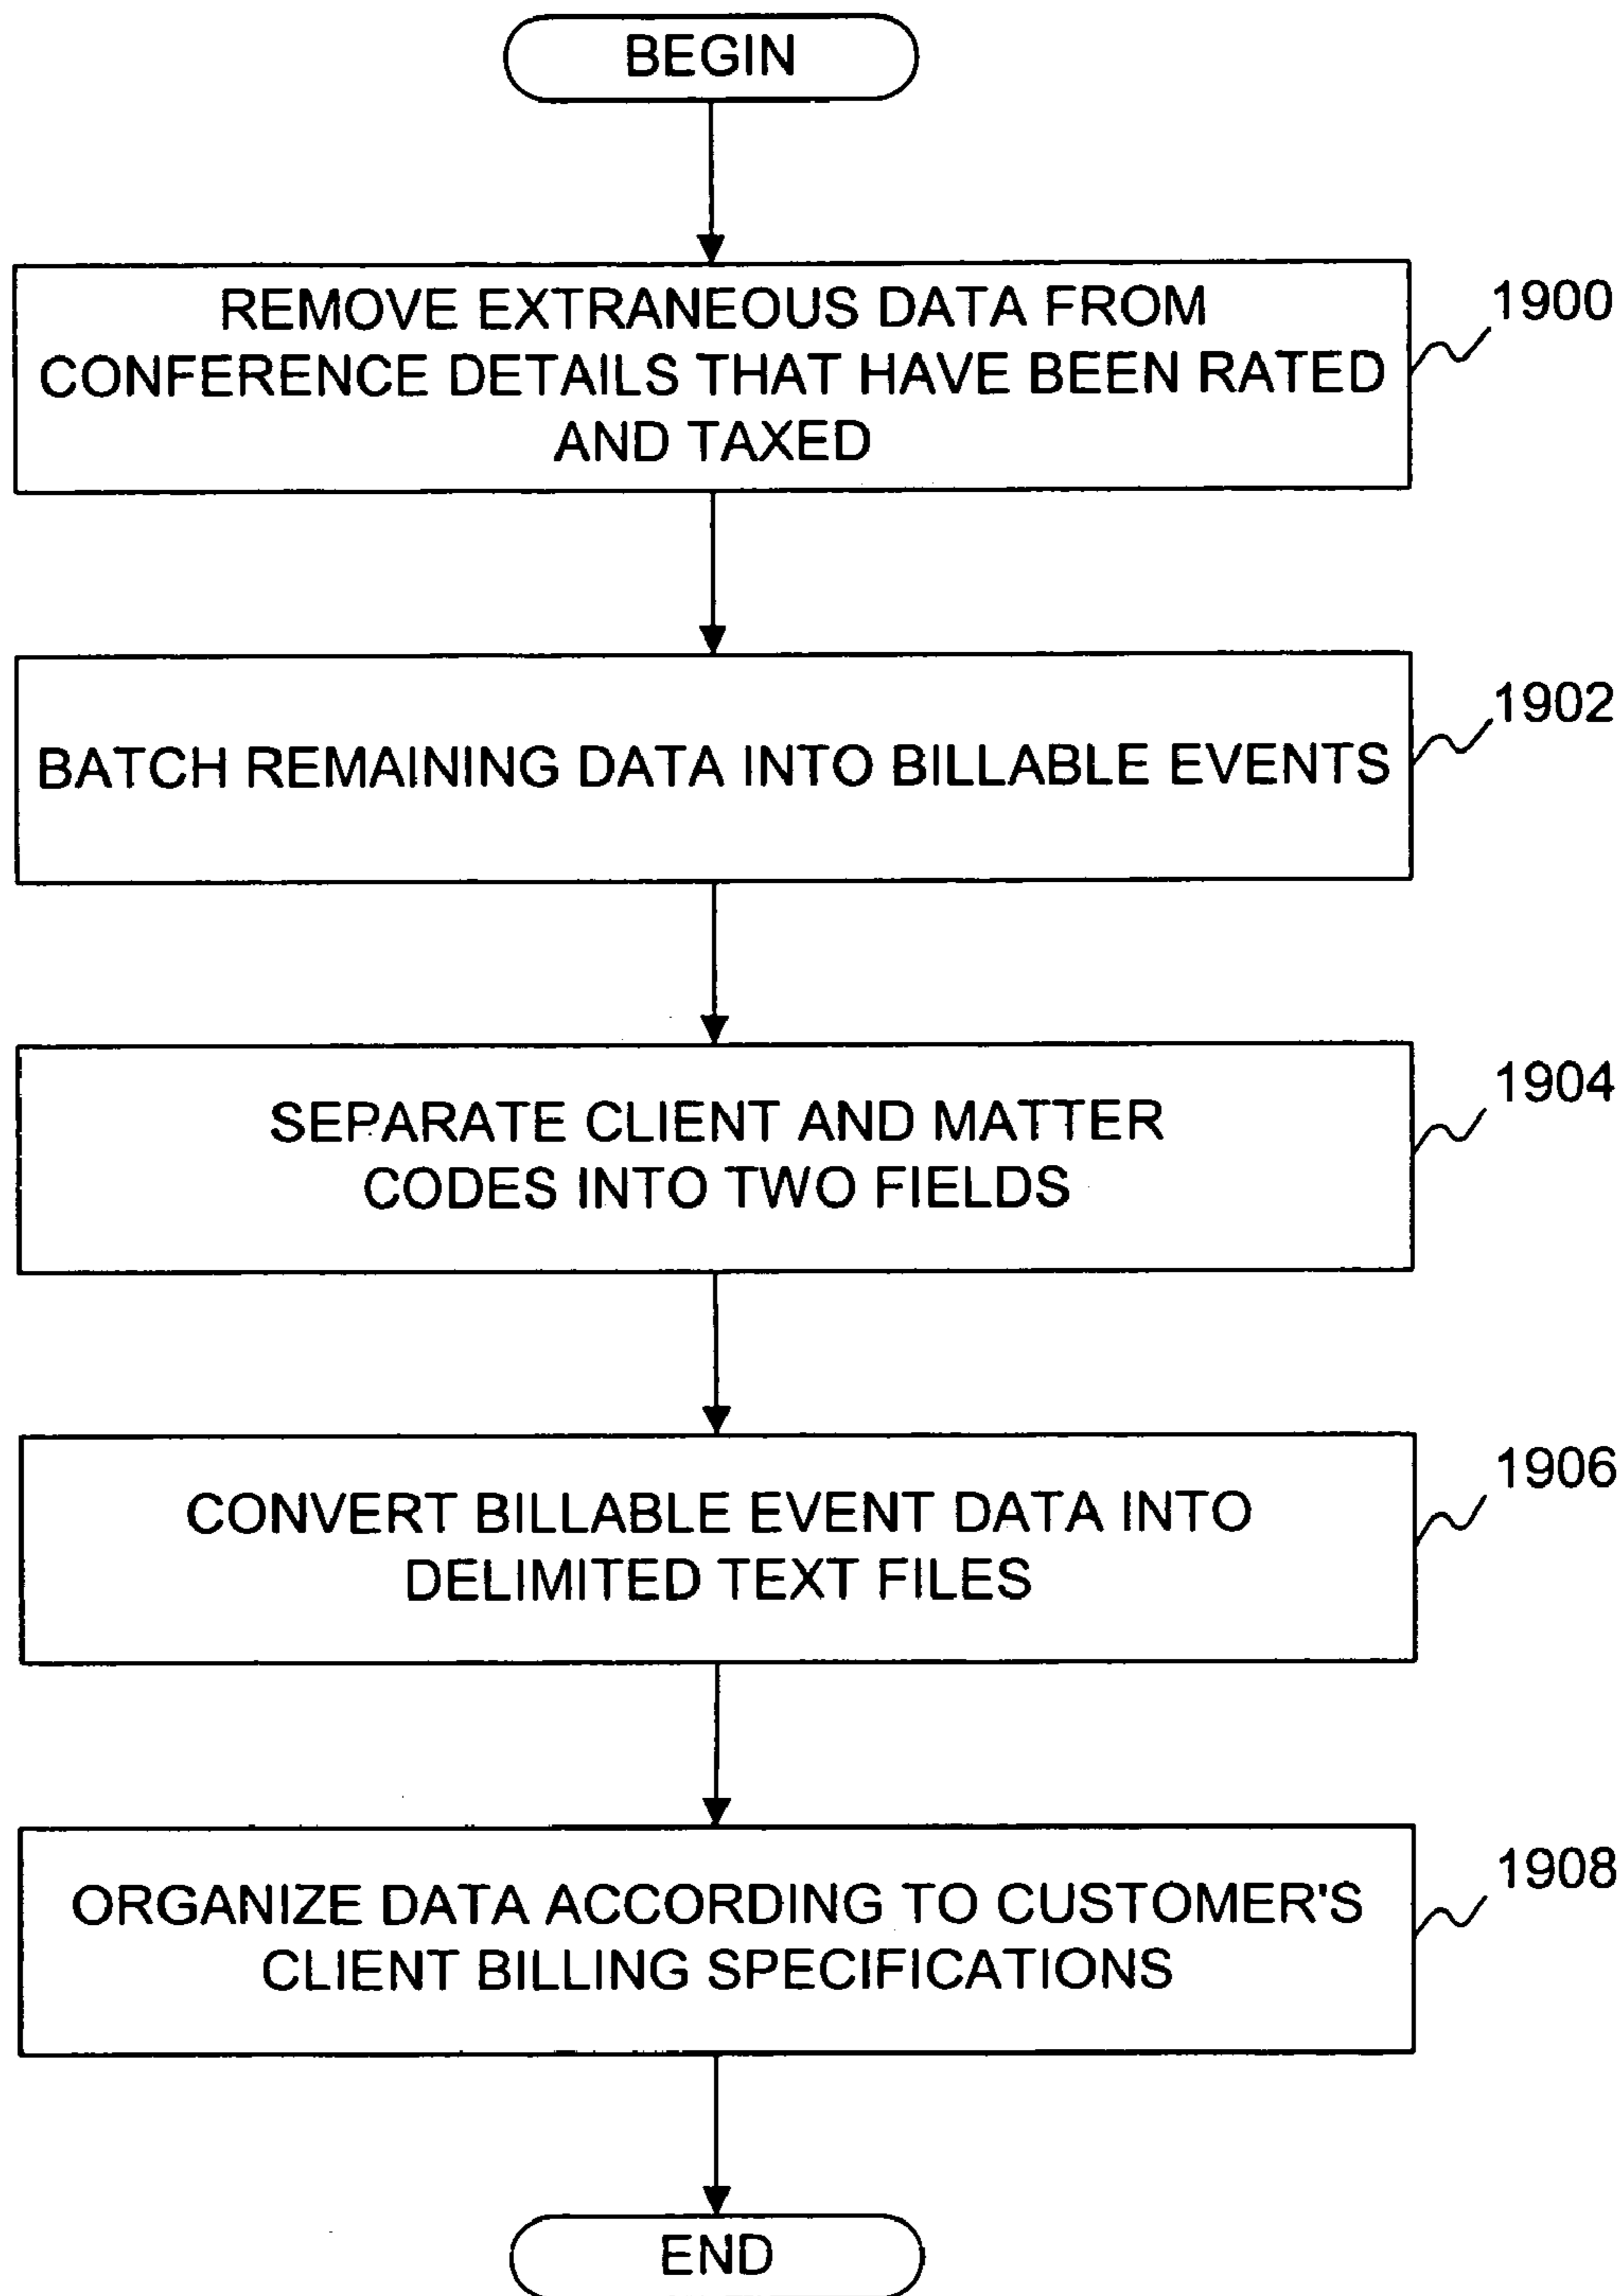 BEGIN
REMOVE EXTRANEOUS DATA FROM
CONFERENCE DETAILS THAT HAVE BEEN RATED
AND TAXED
1900
BATCH REMAINING DATA INTO BILLABLE EVENTS
1902
SEPARATE CLIENT AND MATTER
CODES INTO TWO FIELDS
1904
CONVERT BILLABLE EVENT DATA INTO
DELIMITED TEXT FILES
1906
ORGANIZE DATA ACCORDING TO CUSTOMER'S
CLIENT BILLING SPECIFICATIONS
1908
END